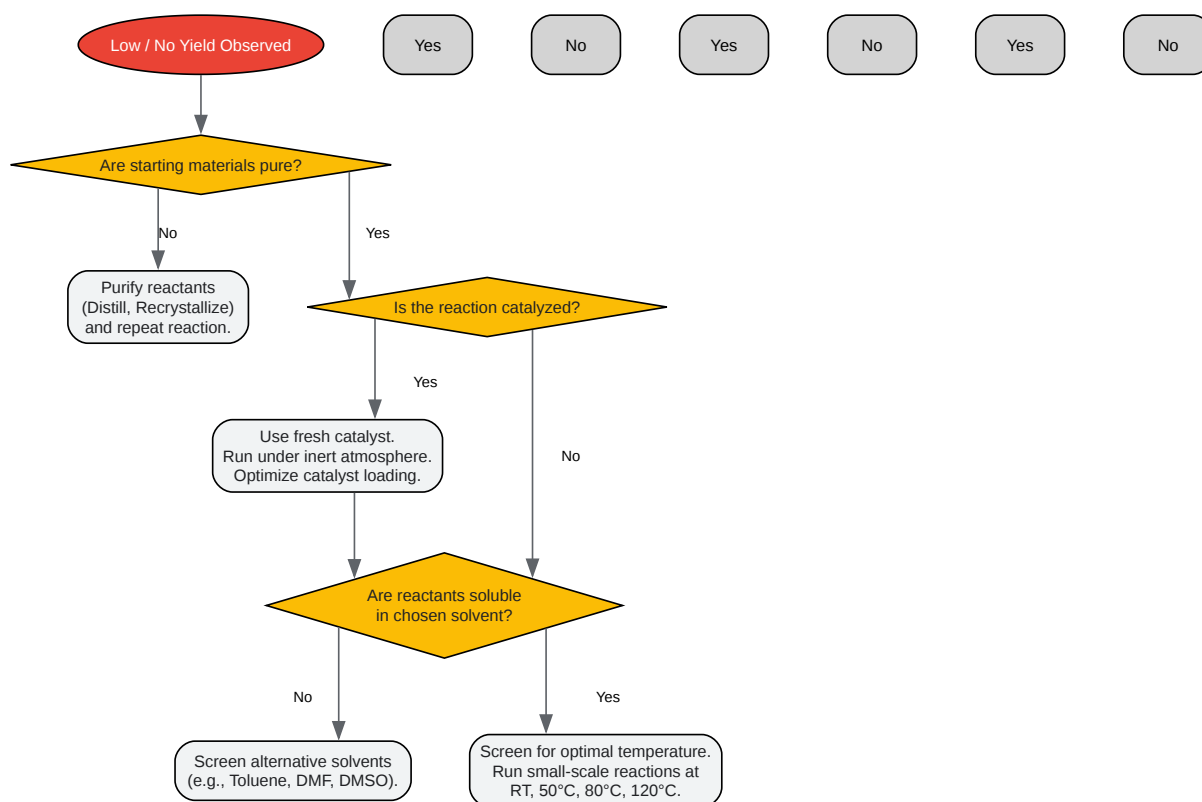 Low / No Yield Observed
Yes
No
Yes
No
Yes
No
Are starting materials pure?
No
Yes
Purify reactants
(Distill, Recrystallize)
and repeat reaction.
Is the reaction catalyzed?
Yes
No
Use fresh catalyst.
Run under inert atmosphere.
Optimize catalyst loading.
Are reactants soluble
in chosen solvent?
No
Yes
Screen alternative solvents
(e.g., Toluene, DMF, DMSO).
Screen for optimal temperature.
Run small-scale reactions at
RT, 50°C, 80°C, 120°C.